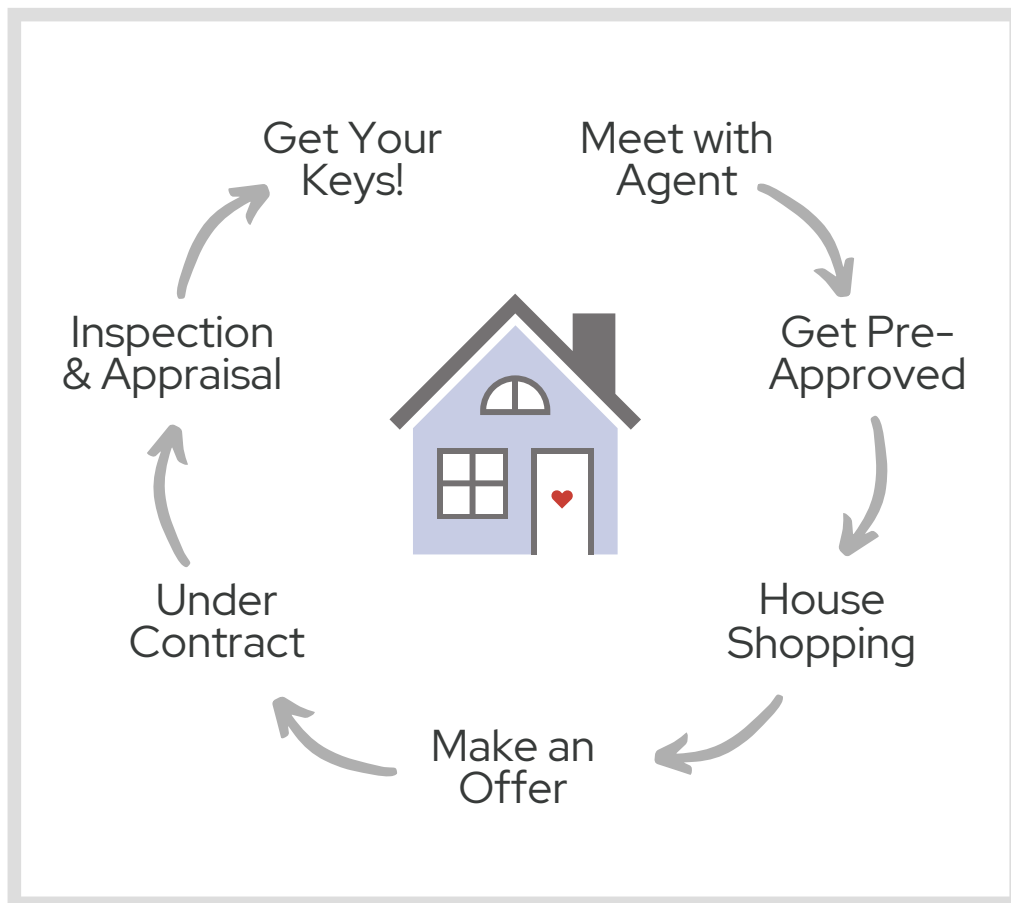 Get Your
Keys!
Meet with
Agent
Inspection
& Appraisal
Get Pre-
Approved
Under
Contract
House
Shopping
Make an
Offer